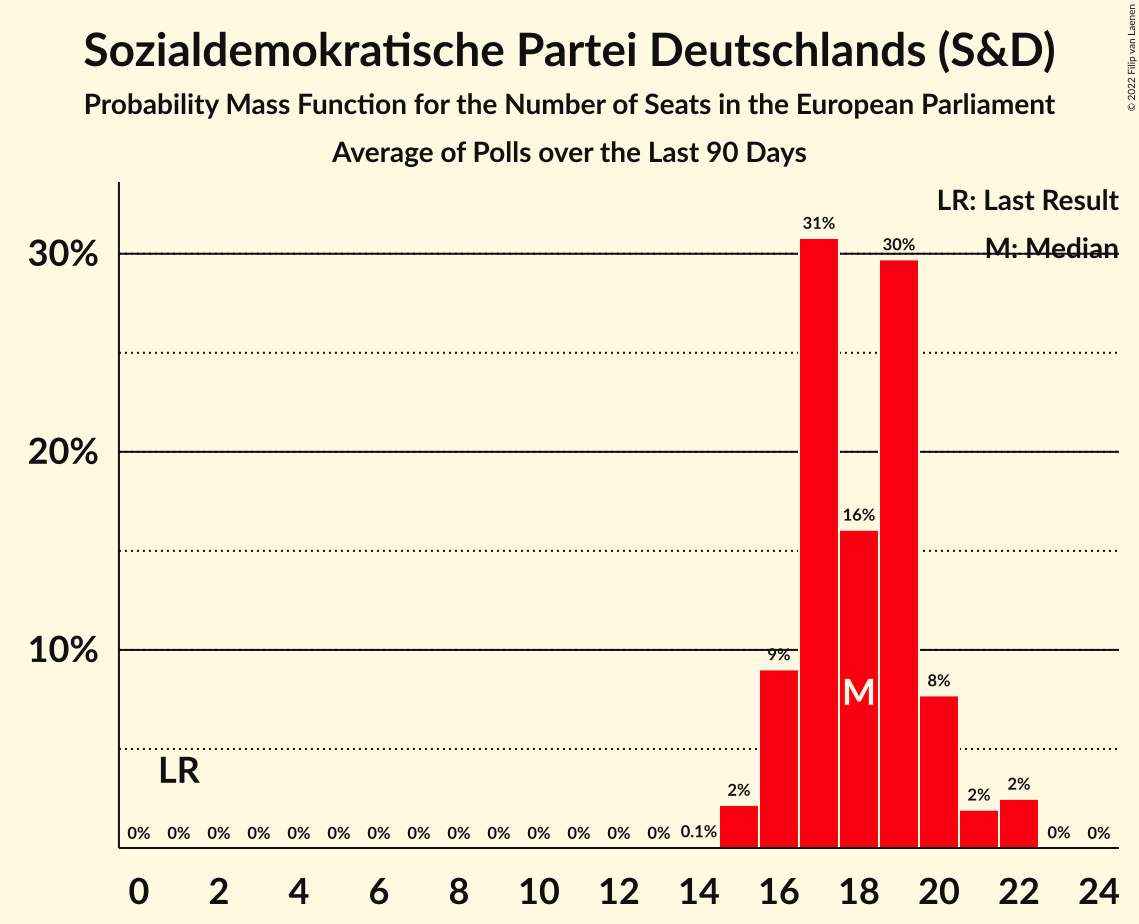 Sozialdemokratische Partei Deutschlands (S&D)
Probability Mass Function for the Number of Seats in the European Parliament
Average of Polls over the Last 90 Days
© 2022 Filip van Laenen
LR: Last Result
M: Median
30%
20%
10%
31%
30%
16%
9%
8%
2%
2%
2%
M
LR
0% 0% 0% 0% 0% 0% 0% 0% 0% 0% 0% 0% 0% 0% 0.1% 0% 0%
0 2 4 6 8 10 12 14 16 18 20 22 24